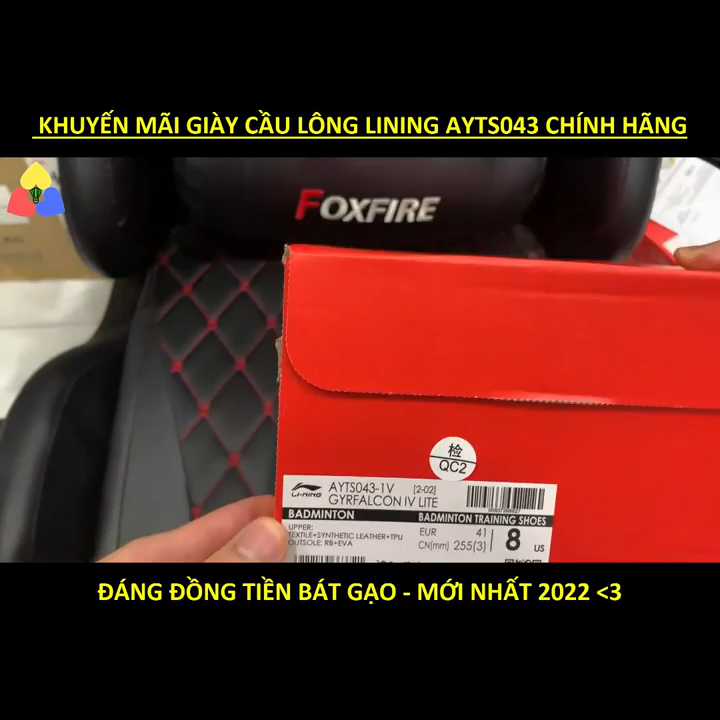 KHUYẾN MÃI GIÀY CẦU LÔNG LINING AYTS043 CHÍNH HÃNG
FOXFIRE
检
QC2
LI-NING
AYTS043-1V [2-02]
GYRFALCON IV LITE
BADMINTON BADMINTON TRAINING SHOES
UPPER:
TEXTILE+SYNTHETIC LEATHER+TPU
OUTSOLE: RB+EVA
EUR 41
CN(mm) 255(3)
8 US
ĐÁNG ĐỒNG TIỀN BÁT GẠO - MỚI NHẤT 2022 <3